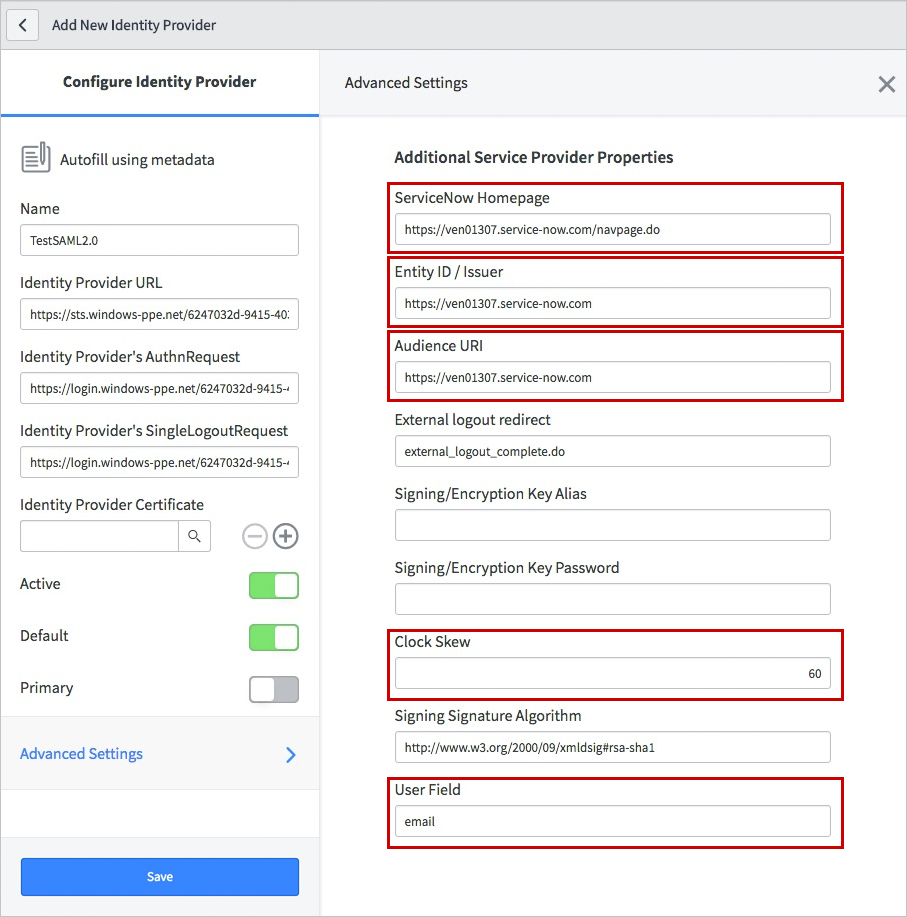 Add New Identity Provider
Configure Identity Provider
Autofill using metadata
Name
TestSAML2.0
Identity Provider URL
https://sts.windows-ppe.net/6247032d-9415-403
Identity Provider's AuthnRequest
https://login.windows-ppe.net/6247032d-9415-4
Identity Provider's SingleLogoutRequest
https://login.windows-ppe.net/6247032d-9415-4
Identity Provider Certificate
Active
Default
Primary
Advanced Settings
Save
Advanced Settings
Additional Service Provider Properties
ServiceNow Homepage
https://ven01307.service-now.com/navpage.do
Entity ID / Issuer
https://ven01307.service-now.com
Audience URI
https://ven01307.service-now.com
External logout redirect
external_logout_complete.do
Signing/Encryption Key Alias
Signing/Encryption Key Password
Clock Skew
60
Signing Signature Algorithm
http://www.w3.org/2000/09/xmldsig#rsa-sha1
User Field
email